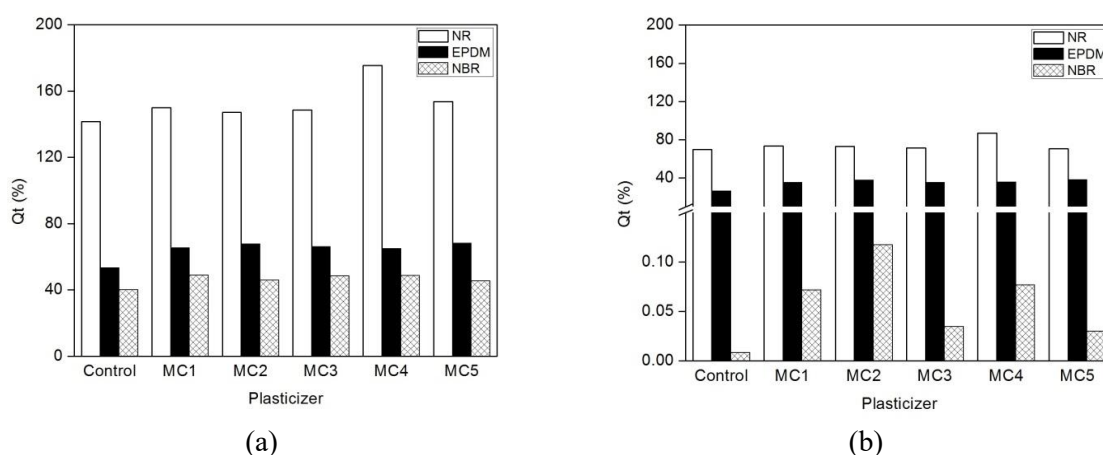 200
160
120
80
40
0
Qt (%)
NR
EPDM
NBR
Control MC1 MC2 MC3 MC4 MC5
Plasticizer
(a)
200
160
120
80
40
0.10
0.05
0.00
Qt (%)
NR
EPDM
NBR
Control MC1 MC2 MC3 MC4 MC5
Plasticizer
(b)